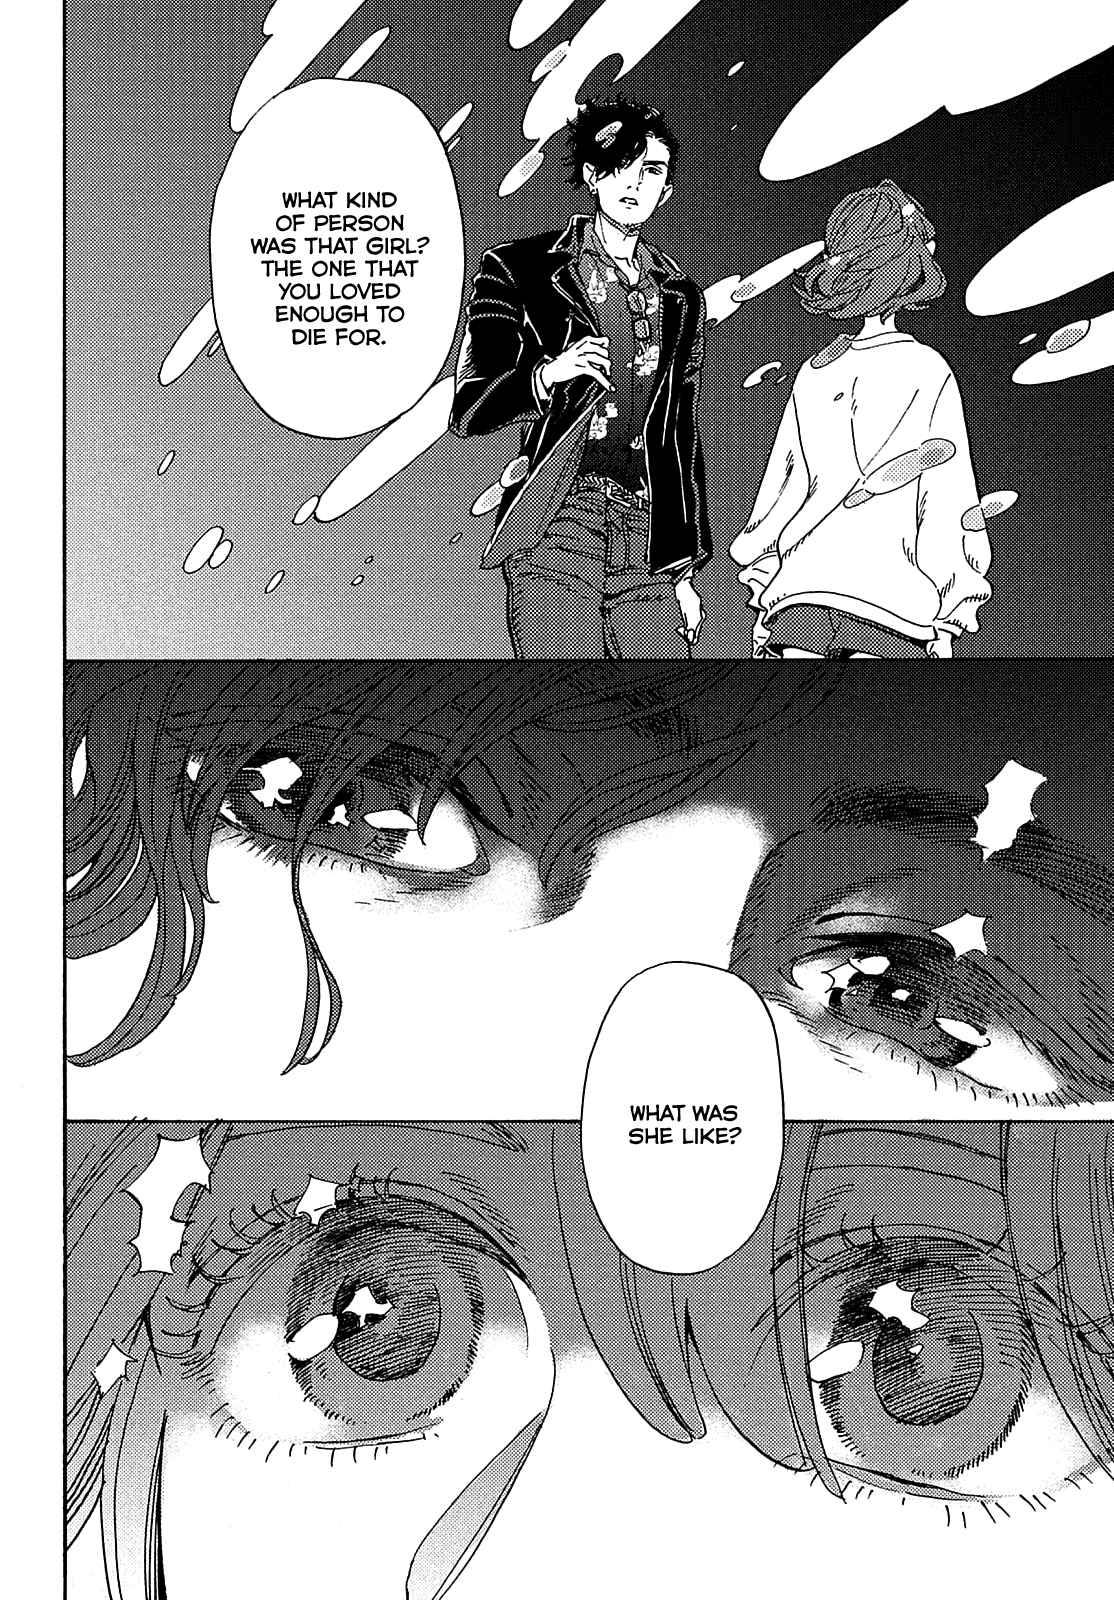 WHAT KIND
OF PERSON
WAS THAT GIRL?
THE ONE THAT
YOU LOVED
ENOUGH TO
DIE FOR.
WHAT WAS
SHE LIKE?